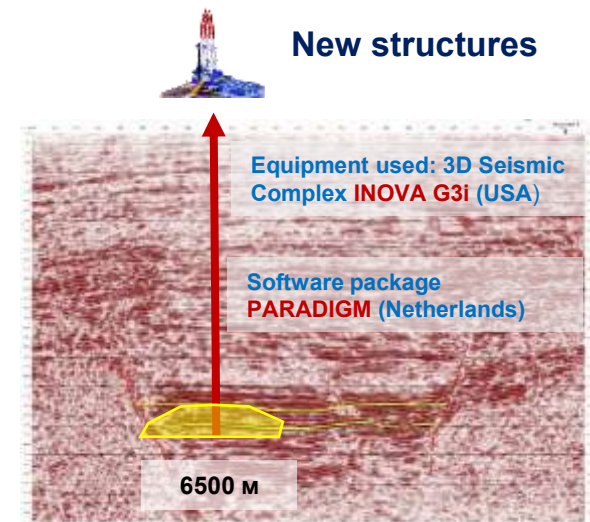 New structures
Equipment used: 3D Seismic
Complex INOVA G3i (USA)
Software package
PARADIGM (Netherlands)
6500 м